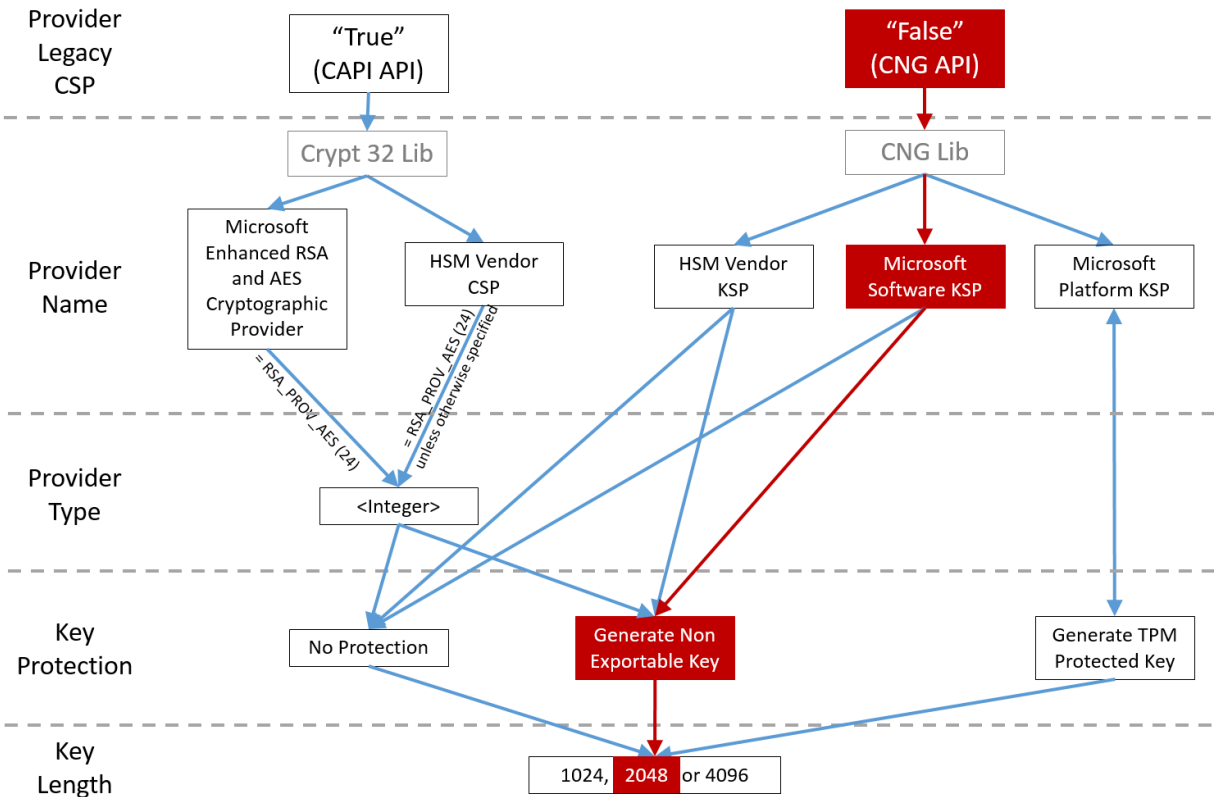 Provider
Legacy
CSP
“True”
(CAPI API)
“False”
(CNG API)
Crypt 32 Lib
CNG Lib
Provider
Name
Microsoft
Enhanced RSA
and AES
Cryptographic
Provider
HSM Vendor
CSP
HSM Vendor
KSP
Microsoft
Software KSP
Microsoft
Platform KSP
= RSA_PROV_AES (24)
= RSA_PROV_AES (24)
unless otherwise specified
Provider
Type
<Integer>
Key
Protection
No Protection
Generate Non
Exportable Key
Generate TPM
Protected Key
Key
Length
1024, 2048 or 4096